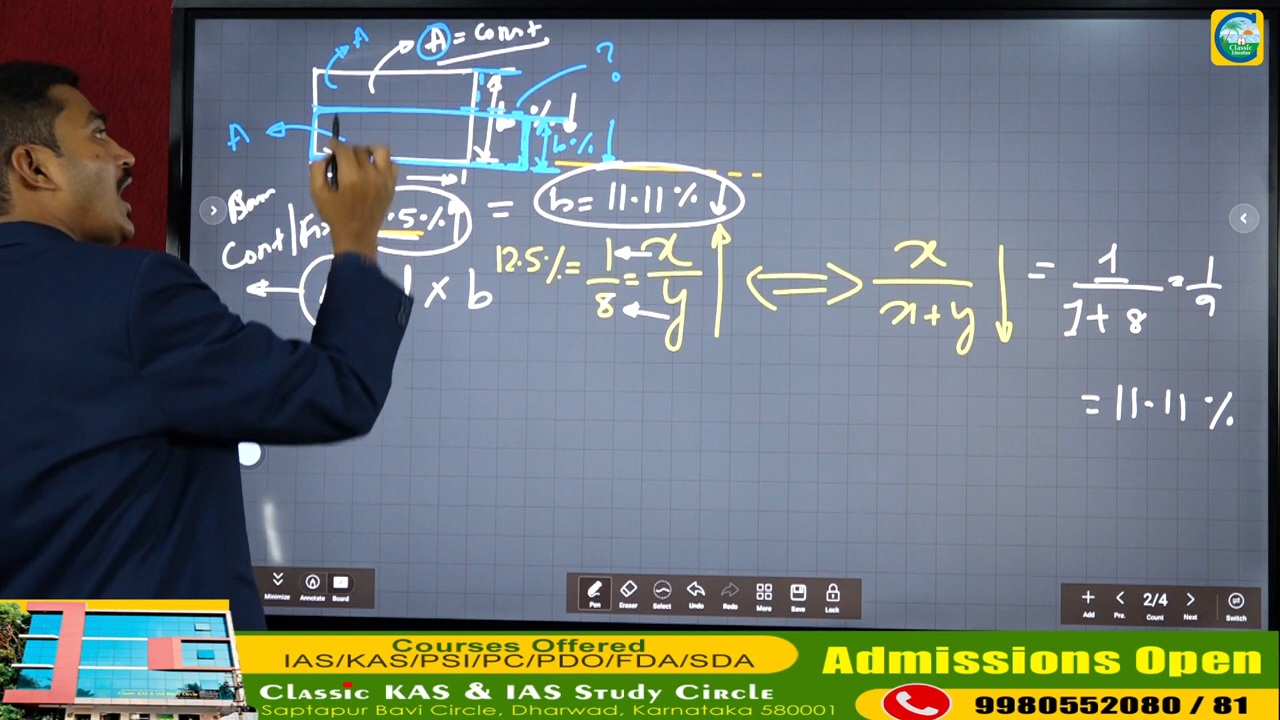 A
A = const
?
A
%
b %
b = 11.11 %
Cont/Fix .5% =
l × b
12.5% = 1/8 = x/y ⟺ x/(x+y) = 1/(1+8) = 1/9
= 11.11 %
Classic
Education
Minimize Annotate Board
Pen Eraser Select Undo Redo More Save Lock
Add Pre. 2/4 Count Next Switch
Courses Offered
IAS/KAS/PSI/PC/PDO/FDA/SDA
Classic KAS & IAS Study Circle
Saptapur Bavi Circle, Dharwad, Karnataka 580001
Admissions Open
9980552080 / 81